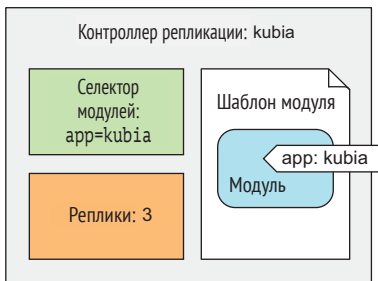 Контроллер репликации: kubia
Селектор
модулей:
app=kubia
Реплики: 3
Шаблон модуля
app: kubia
Модуль